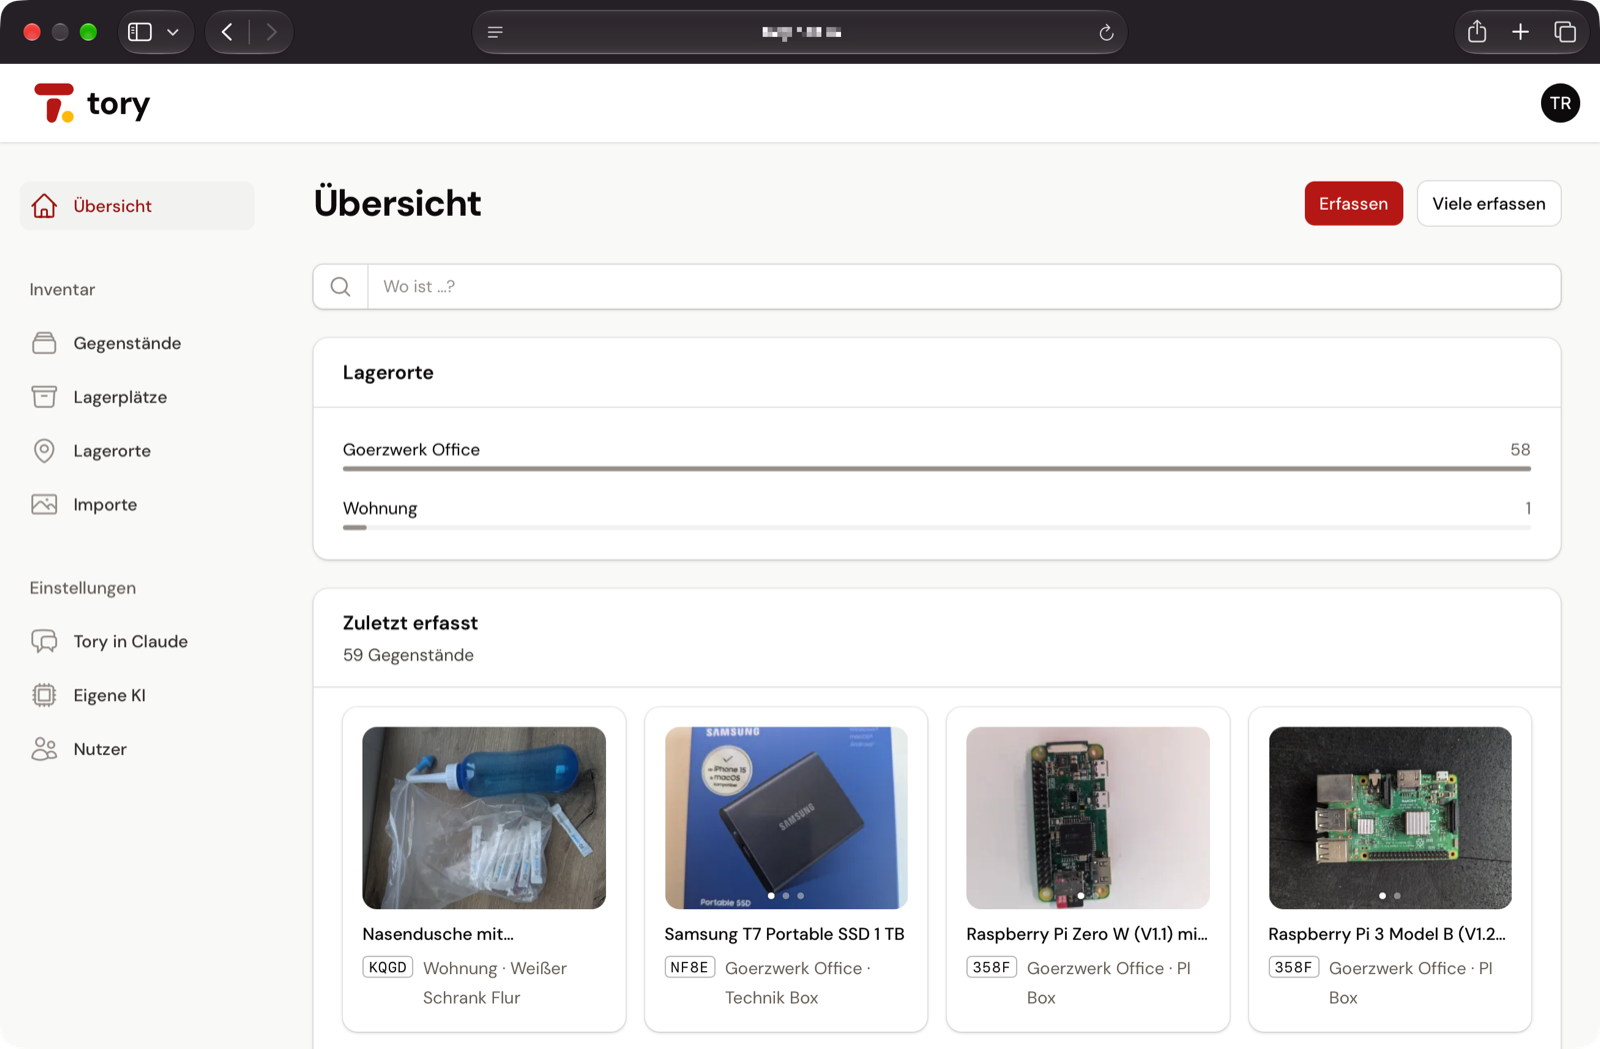 tory
TR
Übersicht
Inventar
Gegenstände
Lagerplätze
Lagerorte
Importe
Einstellungen
Tory in Claude
Eigene KI
Nutzer
Übersicht
Erfassen
Viele erfassen
Wo ist ...?
Lagerorte
Goerzwerk Office
58
Wohnung
1
Zuletzt erfasst
59 Gegenstände
Nasendusche mit...
KQGD
Wohnung · Weißer
Schrank Flur
SAMSUNG
iPhone 15
macOS
SAMSUNG
Portable SSD
Samsung T7 Portable SSD 1 TB
NF8E
Goerzwerk Office ·
Technik Box
Raspberry Pi Zero W (V1.1) mi...
358F
Goerzwerk Office · PI
Box
Raspberry Pi 3 Model B (V1.2...
358F
Goerzwerk Office · PI
Box